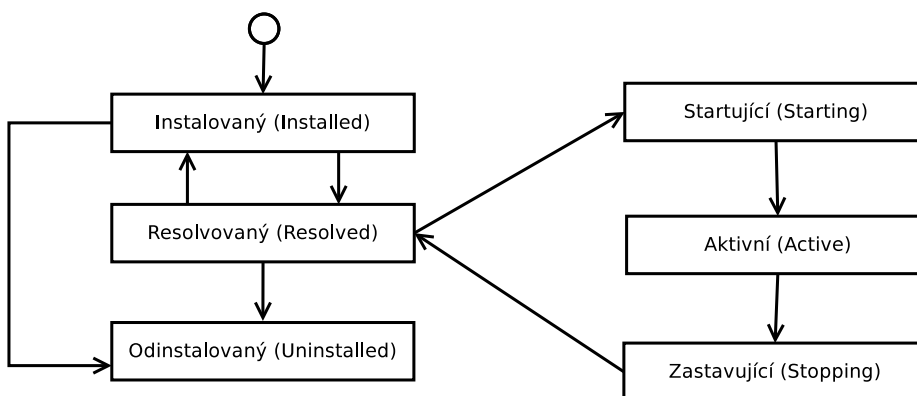 Instalovaný (Installed)
Resolvovaný (Resolved)
Odinstalovaný (Uninstalled)
Startující (Starting)
Aktivní (Active)
Zastavující (Stopping)